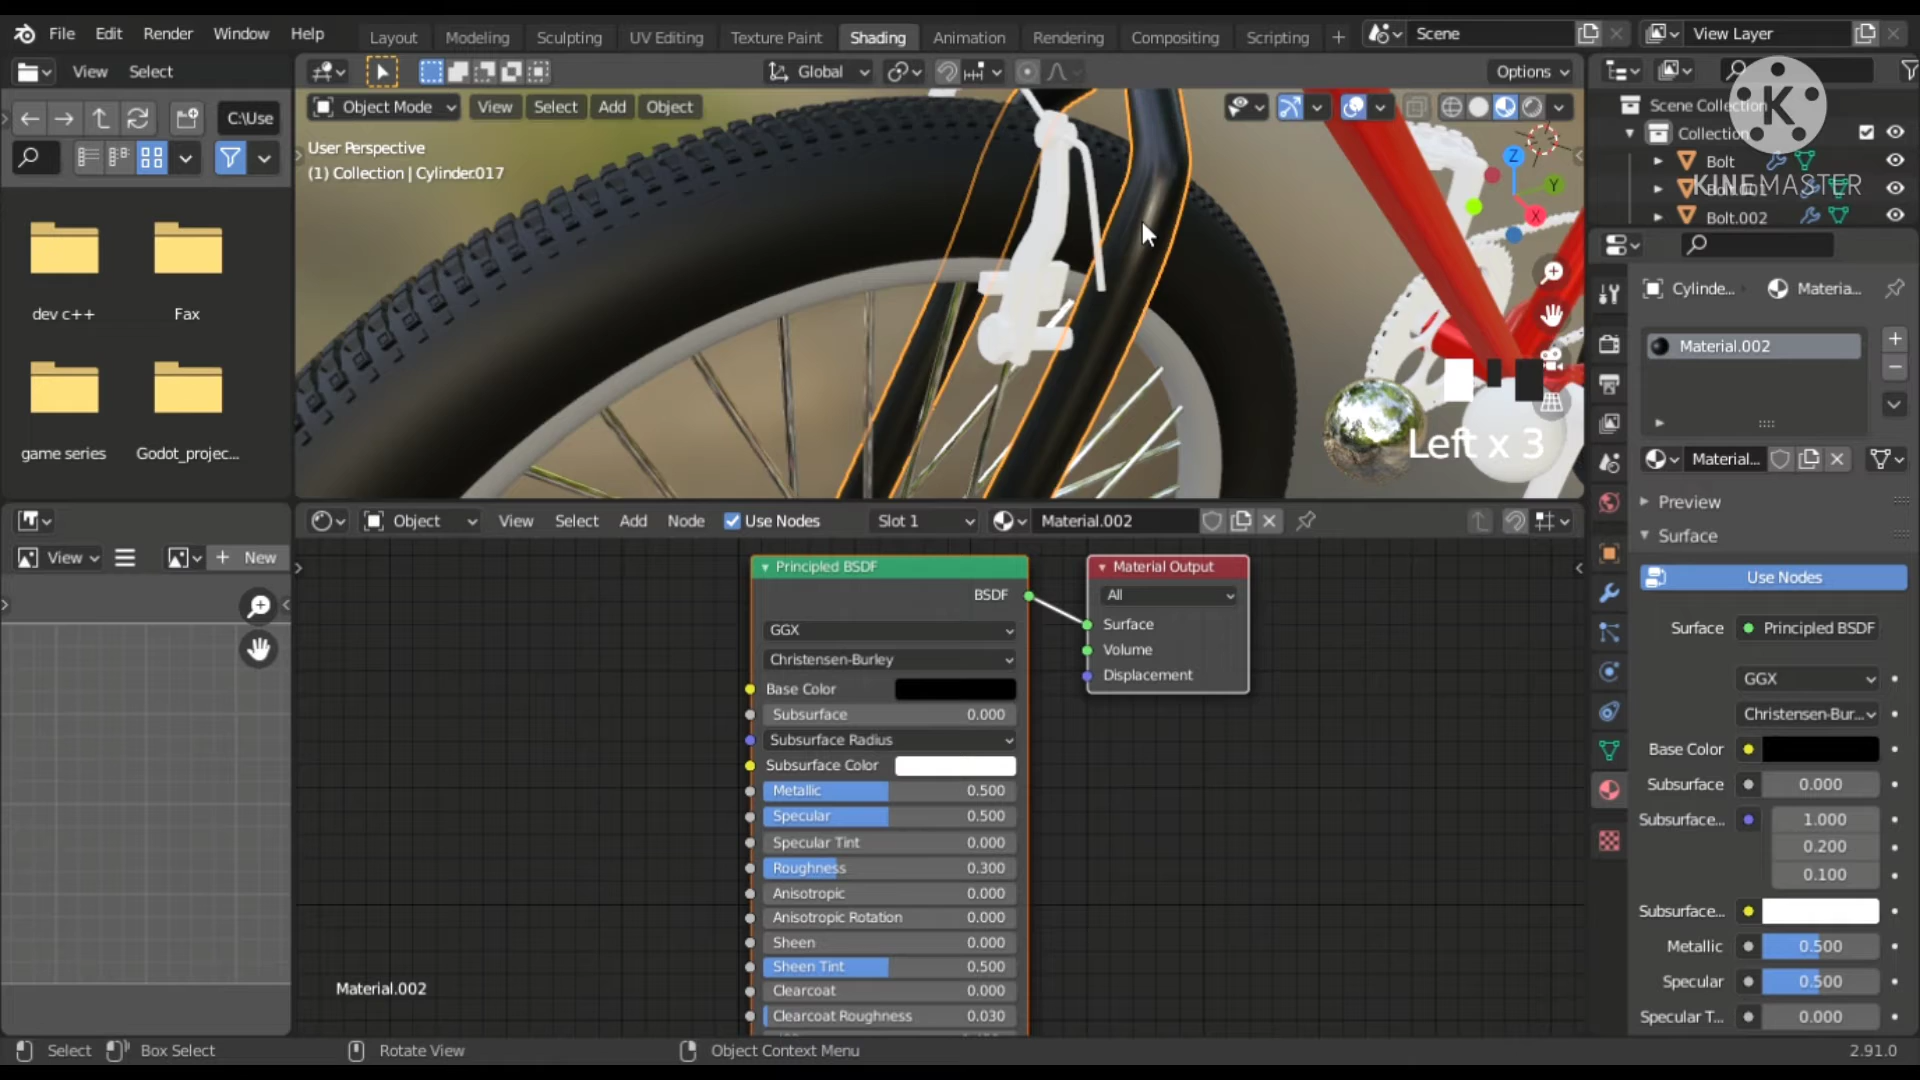 File Edit Render Window Help
Layout Modeling Sculpting UV Editing Texture Paint Shading Animation Rendering Compositing Scripting +
Scene
View Layer
View Select
Global
Options
C:\Use
dev c++
Fax
game series
Godot_projec...
Object Mode View Select Add Object
User Perspective
(1) Collection | Cylinder.017
Z
Y
X
Left x 3
K
KINEMASTER
Scene Collection
Collection
Bolt
Bolt.001
Bolt.002
Cylinde...
Materia...
Material.002
Material...
Preview
Surface
Use Nodes
Surface Principled BSDF
GGX
Christensen-Bur...
Base Color
Subsurface 0.000
Subsurface... 1.000
0.200
0.100
Subsurface...
Metallic 0.500
Specular 0.500
Specular T... 0.000
View
New
Object View Select Add Node Use Nodes Slot 1 Material.002
Principled BSDF
BSDF
GGX
Christensen-Burley
Base Color
Subsurface 0.000
Subsurface Radius
Subsurface Color
Metallic 0.500
Specular 0.500
Specular Tint 0.000
Roughness 0.300
Anisotropic 0.000
Anisotropic Rotation 0.000
Sheen 0.000
Sheen Tint 0.500
Clearcoat 0.000
Clearcoat Roughness 0.030
Material Output
All
Surface
Volume
Displacement
Material.002
Select Box Select Rotate View Object Context Menu 2.91.0